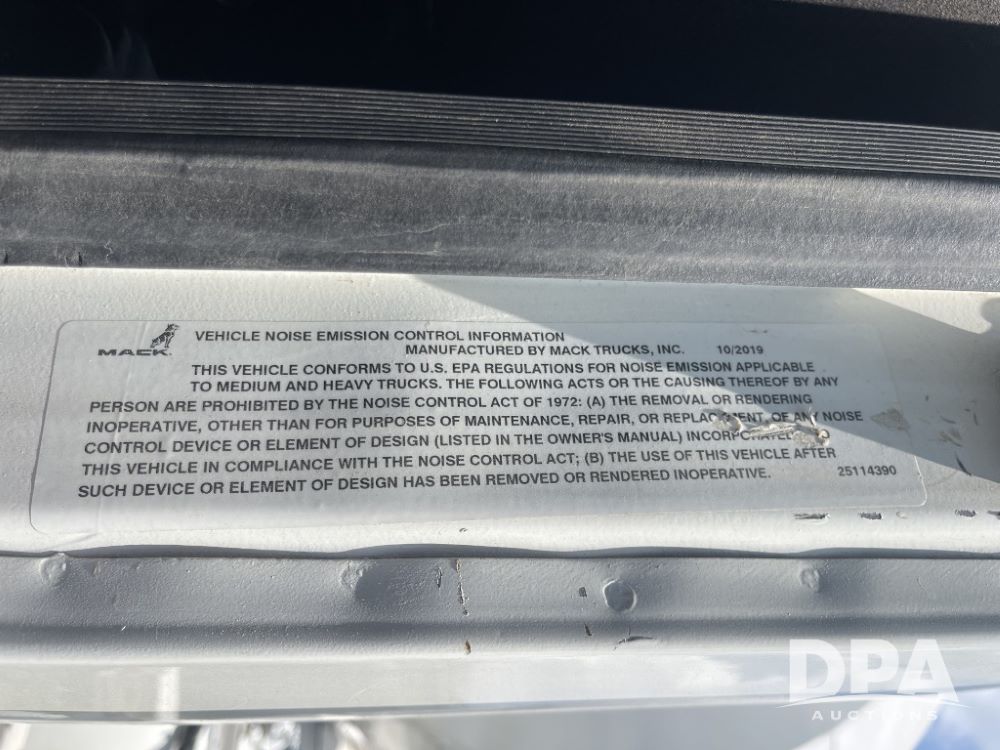 MACK.
VEHICLE NOISE EMISSION CONTROL INFORMATION
MANUFACTURED BY MACK TRUCKS, INC. 10/2019
THIS VEHICLE CONFORMS TO U.S. EPA REGULATIONS FOR NOISE EMISSION APPLICABLE
TO MEDIUM AND HEAVY TRUCKS. THE FOLLOWING ACTS OR THE CAUSING THEREOF BY ANY
PERSON ARE PROHIBITED BY THE NOISE CONTROL ACT OF 1972: (A) THE REMOVAL OR RENDERING
INOPERATIVE, OTHER THAN FOR PURPOSES OF MAINTENANCE, REPAIR, OR REPLACEMENT, OF ANY NOISE
CONTROL DEVICE OR ELEMENT OF DESIGN (LISTED IN THE OWNER'S MANUAL) INCORPORATED
THIS VEHICLE IN COMPLIANCE WITH THE NOISE CONTROL ACT; (B) THE USE OF THIS VEHICLE AFTER
SUCH DEVICE OR ELEMENT OF DESIGN HAS BEEN REMOVED OR RENDERED INOPERATIVE. 25114390
DPA
AUCTIONS